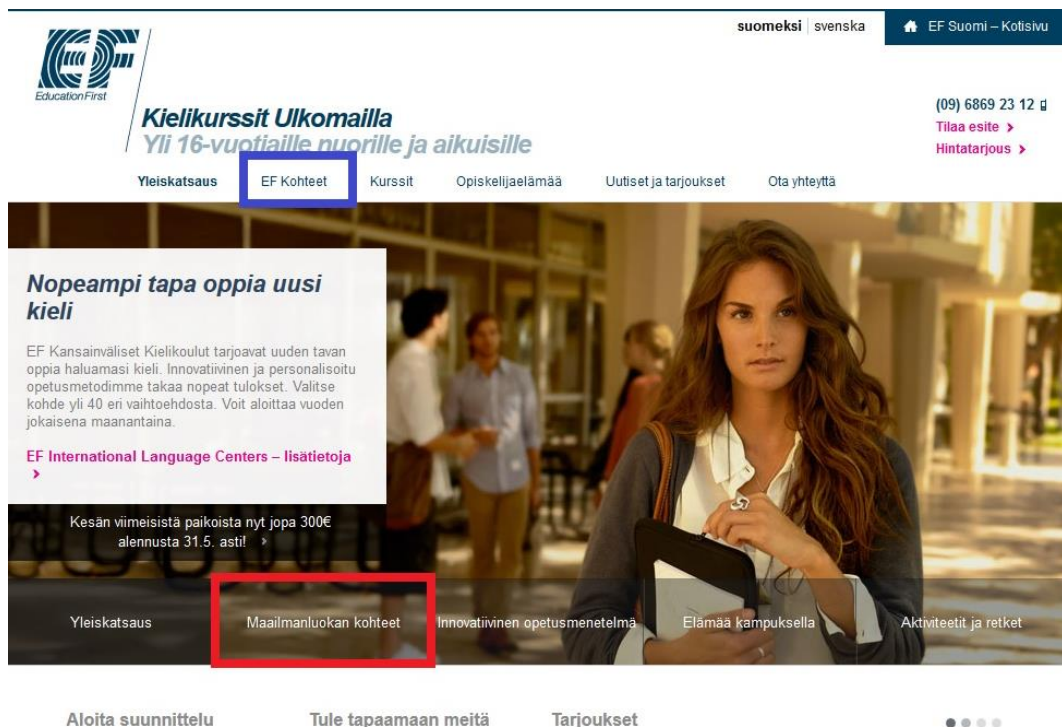 suomeksi svenska EF Suomi – Kotisivu
EF
Education First
Kielikurssit Ulkomailla
Yli 16-vuotiaille nuorille ja aikuisille
(09) 6869 23 12
Tilaa esite >
Hintatarjous >
Yleiskatsaus EF Kohteet Kurssit Opiskelijaelämää Uutiset ja tarjoukset Ota yhteyttä
Nopeampi tapa oppia uusi
kieli
EF Kansainväliset Kielikoulut tarjoavat uuden tavan
oppia haluamasi kieli. Innovatiivinen ja personalisoitu
opetusmetodimme takaa nopeat tulokset. Valitse
kohde yli 40 eri vaihtoehdosta. Voit aloittaa vuoden
jokaisena maanantaina.
EF International Language Centers – lisätietoja
>
Kesän viimeisistä paikoista nyt jopa 300€
alennusta 31.5. asti! >
Yleiskatsaus Maailmanluokan kohteet Innovatiivinen opetusmenetelmä Elämää kampuksella Aktiviteetit ja retket
Aloita suunnittelu Tule tapaamaan meitä Tarjoukset